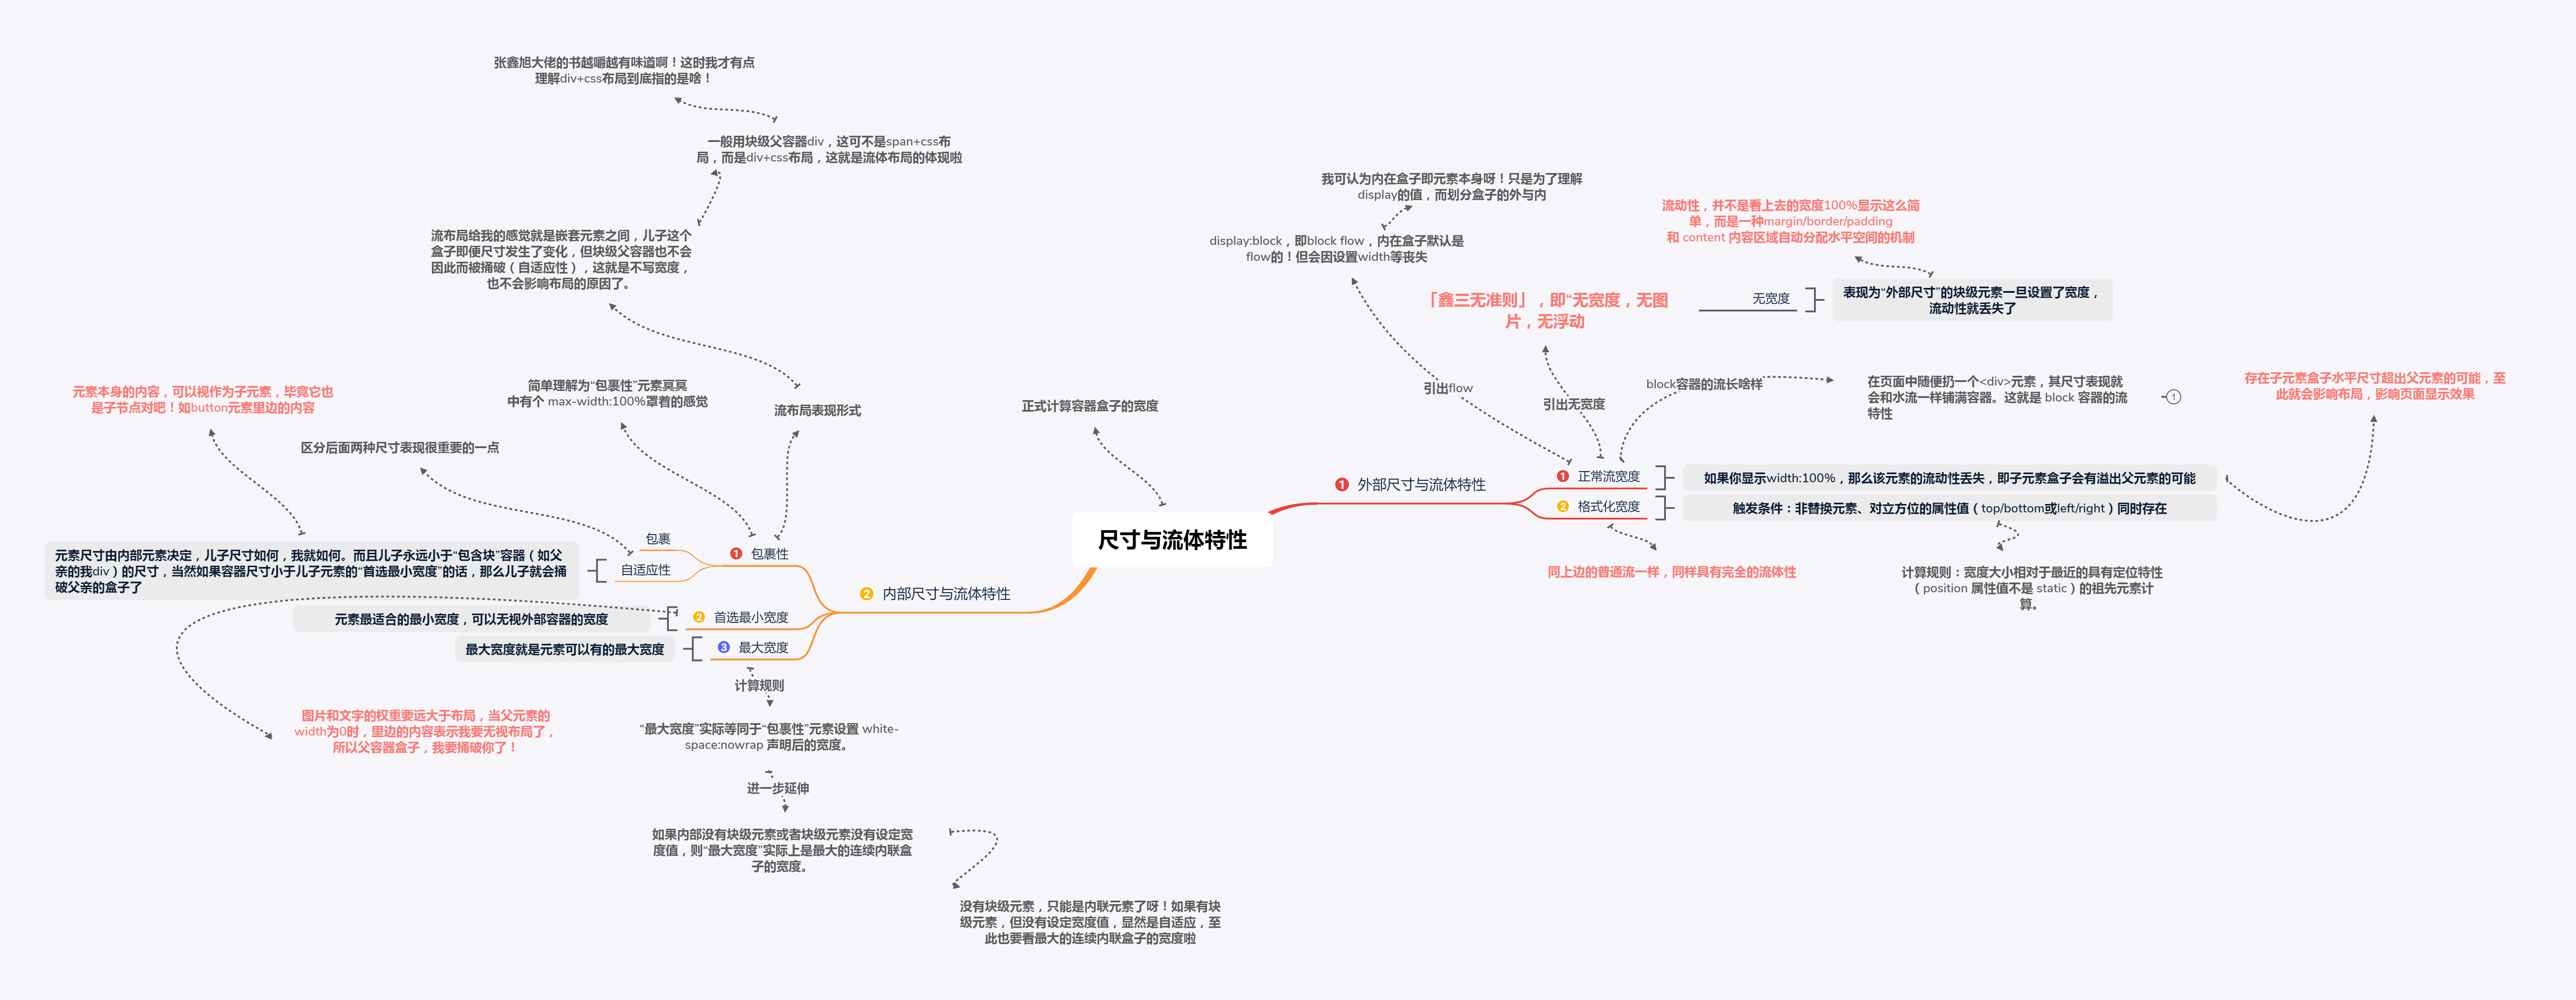 张鑫旭大佬的书越嚼越有味道啊！这时我才有点
理解div+css布局到底指的是啥！
一般用块级父容器div，这可不是span+css布
局，而是div+css布局，这就是流体布局的体现啦
流布局给我的感觉就是嵌套元素之间，儿子这个
盒子即便尺寸发生了变化，但块级父容器也不会
因此而被捅破（自适应性），这就是不写宽度，
也不会影响布局的原因了。
元素本身的内容，可以视作为子元素，毕竟它也
是子节点对吧！如button元素里边的内容
简单理解为“包裹性”元素冥冥
中有个 max-width:100%罩着的感觉
流布局表现形式
区分后面两种尺寸表现很重要的一点
正式计算容器盒子的宽度
尺寸与流体特性
1 外部尺寸与流体特性
1 正常流宽度
如果你显示width:100%，那么该元素的流动性丢失，即子元素盒子会有溢出父元素的可能
2 格式化宽度
触发条件：非替换元素、对立方位的属性值（top/bottom或left/right）同时存在
我可认为内在盒子即元素本身呀！只是为了理解
display的值，而划分盒子的外与内
display:block，即block flow，内在盒子默认是
flow的！但会因设置width等丧失
引出flow
「鑫三无准则」，即“无宽度，无图
片，无浮动
引出无宽度
无宽度
表现为“外部尺寸”的块级元素一旦设置了宽度，
流动性就丢失了
流动性，并不是看上去的宽度100%显示这么简
单，而是一种margin/border/padding
和 content 内容区域自动分配水平空间的机制
block容器的流长啥样
在页面中随便扔一个<div>元素，其尺寸表现就
会和水流一样铺满容器。这就是 block 容器的流
特性
1
存在子元素盒子水平尺寸超出父元素的可能，至
此就会影响布局，影响页面显示效果
同上边的普通流一样，同样具有完全的流体性
计算规则：宽度大小相对于最近的具有定位特性
（position 属性值不是 static）的祖先元素计
算。
2 内部尺寸与流体特性
1 包裹性
包裹
自适应性
元素尺寸由内部元素决定，儿子尺寸如何，我就如何。而且儿子永远小于“包含块”容器（如父
亲的我div）的尺寸，当然如果容器尺寸小于儿子元素的“首选最小宽度”的话，那么儿子就会捅
破父亲的盒子了
2 首选最小宽度
元素最适合的最小宽度，可以无视外部容器的宽度
3 最大宽度
最大宽度就是元素可以有的最大宽度
图片和文字的权重要远大于布局，当父元素的
width为0时，里边的内容表示我要无视布局了，
所以父容器盒子，我要捅破你了！
计算规则
“最大宽度”实际等同于“包裹性”元素设置 white-
space:nowrap 声明后的宽度。
进一步延伸
如果内部没有块级元素或者块级元素没有设定宽
度值，则“最大宽度”实际上是最大的连续内联盒
子的宽度。
没有块级元素，只能是内联元素了呀！如果有块
级元素，但没有设定宽度值，显然是自适应，至
此也要看最大的连续内联盒子的宽度啦